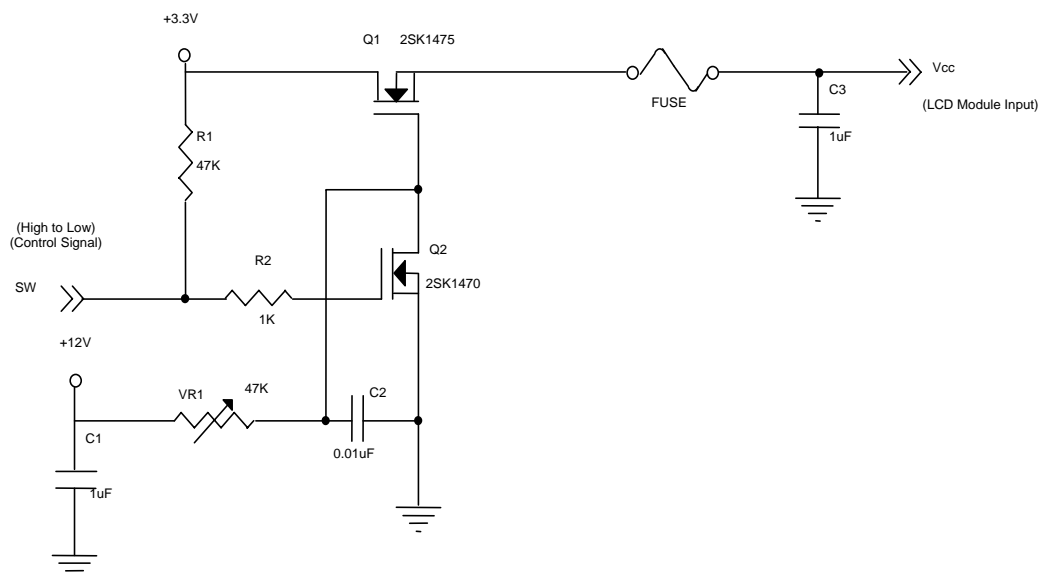 +3.3V
Q1 2SK1475
Vcc
(LCD Module Input)
FUSE
C3
1uF
R1
47K
(High to Low)
(Control Signal)
SW
R2
1K
Q2
2SK1470
+12V
VR1
47K
C2
0.01uF
C1
1uF